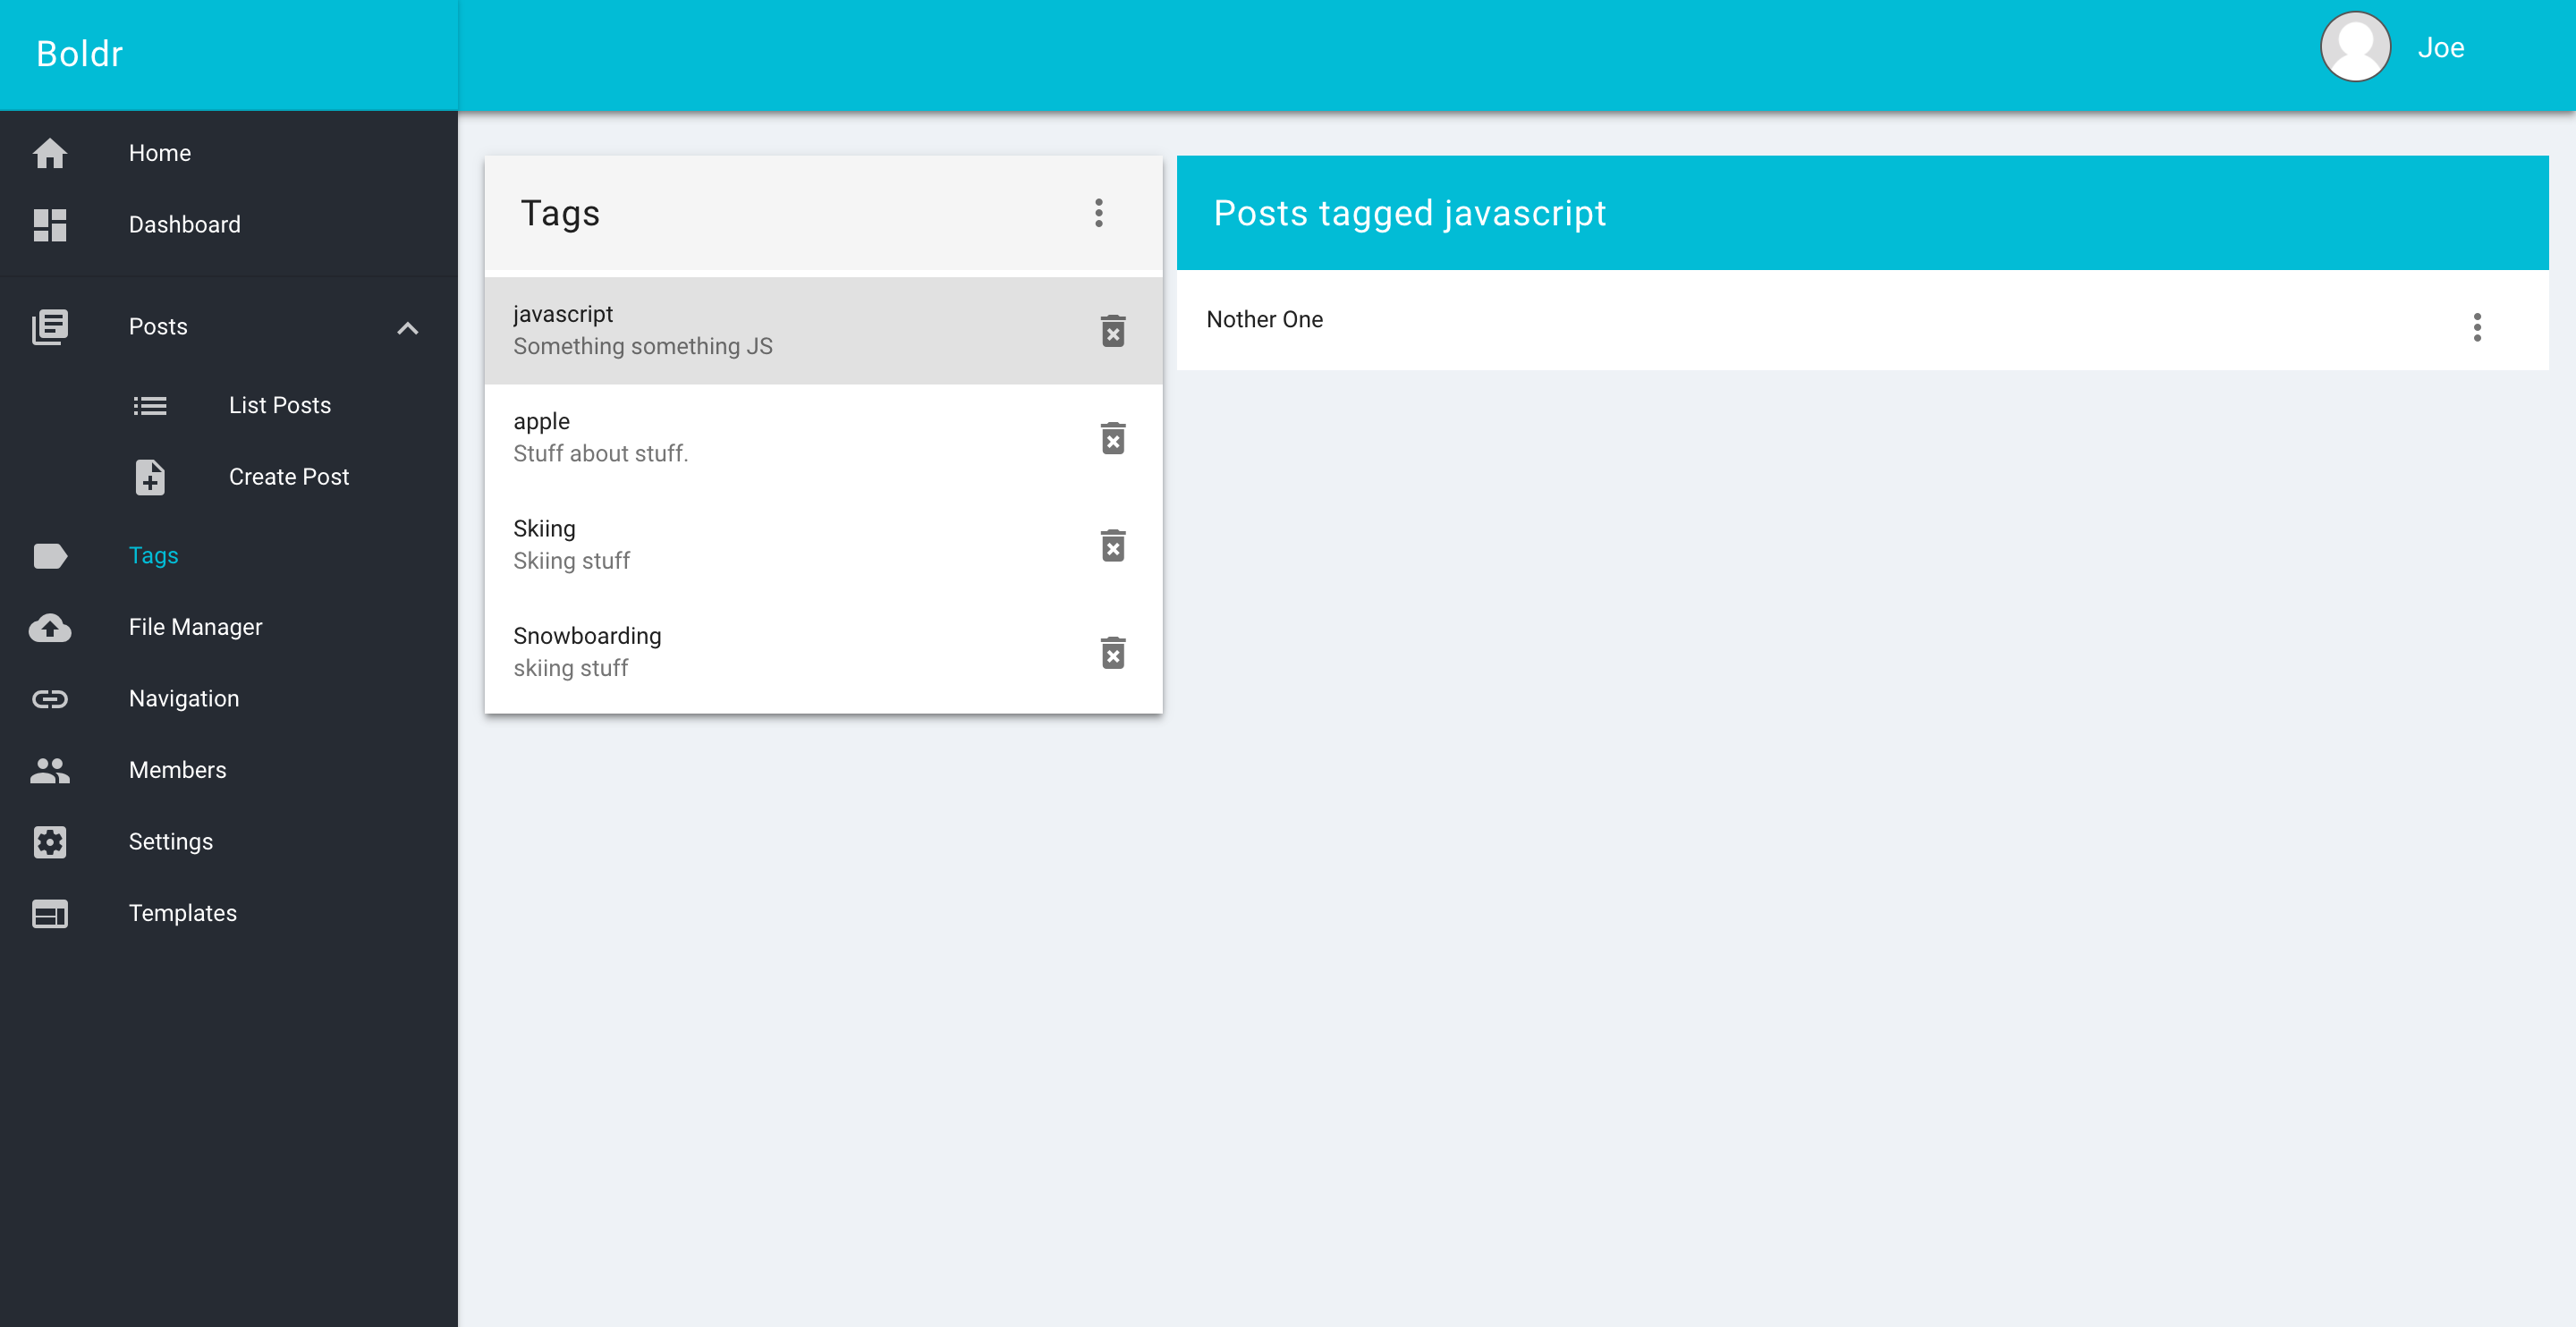 Boldr
Joe
Home
Dashboard
Posts
List Posts
Create Post
Tags
File Manager
Navigation
Members
Settings
Templates
Tags
javascript
Something something JS
apple
Stuff about stuff.
Skiing
Skiing stuff
Snowboarding
skiing stuff
Posts tagged javascript
Nother One